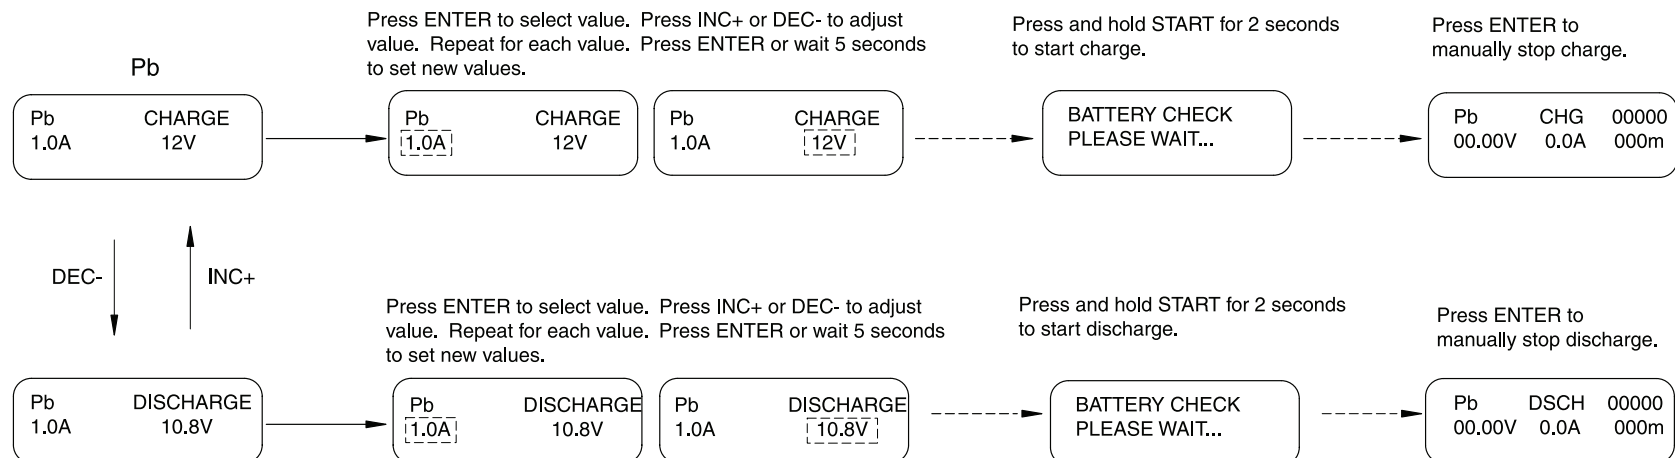 Press ENTER to select value. Press INC+ or DEC- to adjust
value. Repeat for each value. Press ENTER or wait 5 seconds
to set new values.
Press and hold START for 2 seconds
to start charge.
Press ENTER to
manually stop charge.
Pb
Pb CHARGE
1.0A 12V
Pb CHARGE
1.0A 12V
Pb CHARGE
1.0A 12V
BATTERY CHECK
PLEASE WAIT...
Pb CHG 00000
00.00V 0.0A 000m
DEC- INC+
Press ENTER to select value. Press INC+ or DEC- to adjust
value. Repeat for each value. Press ENTER or wait 5 seconds
to set new values.
Press and hold START for 2 seconds
to start discharge.
Press ENTER to
manually stop discharge.
Pb DISCHARGE
1.0A 10.8V
Pb DISCHARGE
1.0A 10.8V
Pb DISCHARGE
1.0A 10.8V
BATTERY CHECK
PLEASE WAIT...
Pb DSCH 00000
00.00V 0.0A 000m